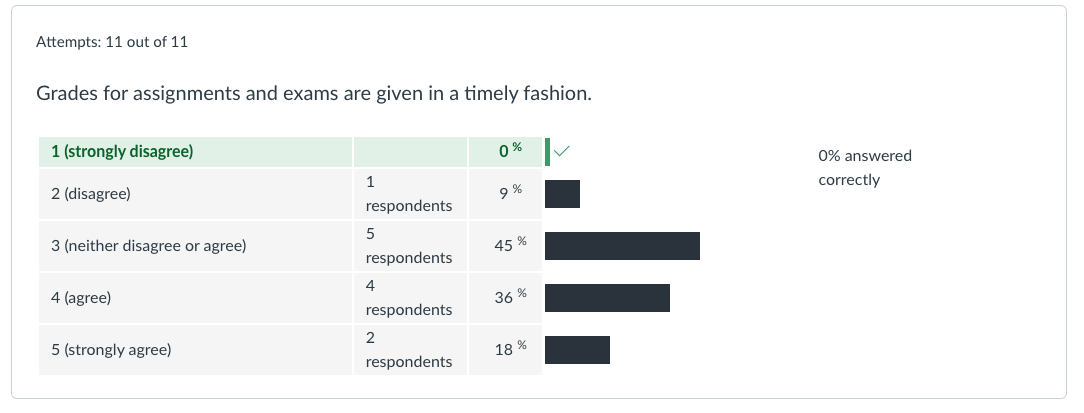 Attempts: 11 out of 11
Grades for assignments and exams are given in a timely fashion.
1 (strongly disagree) 0 %
0% answered
correctly
2 (disagree) 1 respondents 9 %
3 (neither disagree or agree) 5 respondents 45 %
4 (agree) 4 respondents 36 %
5 (strongly agree) 2 respondents 18 %